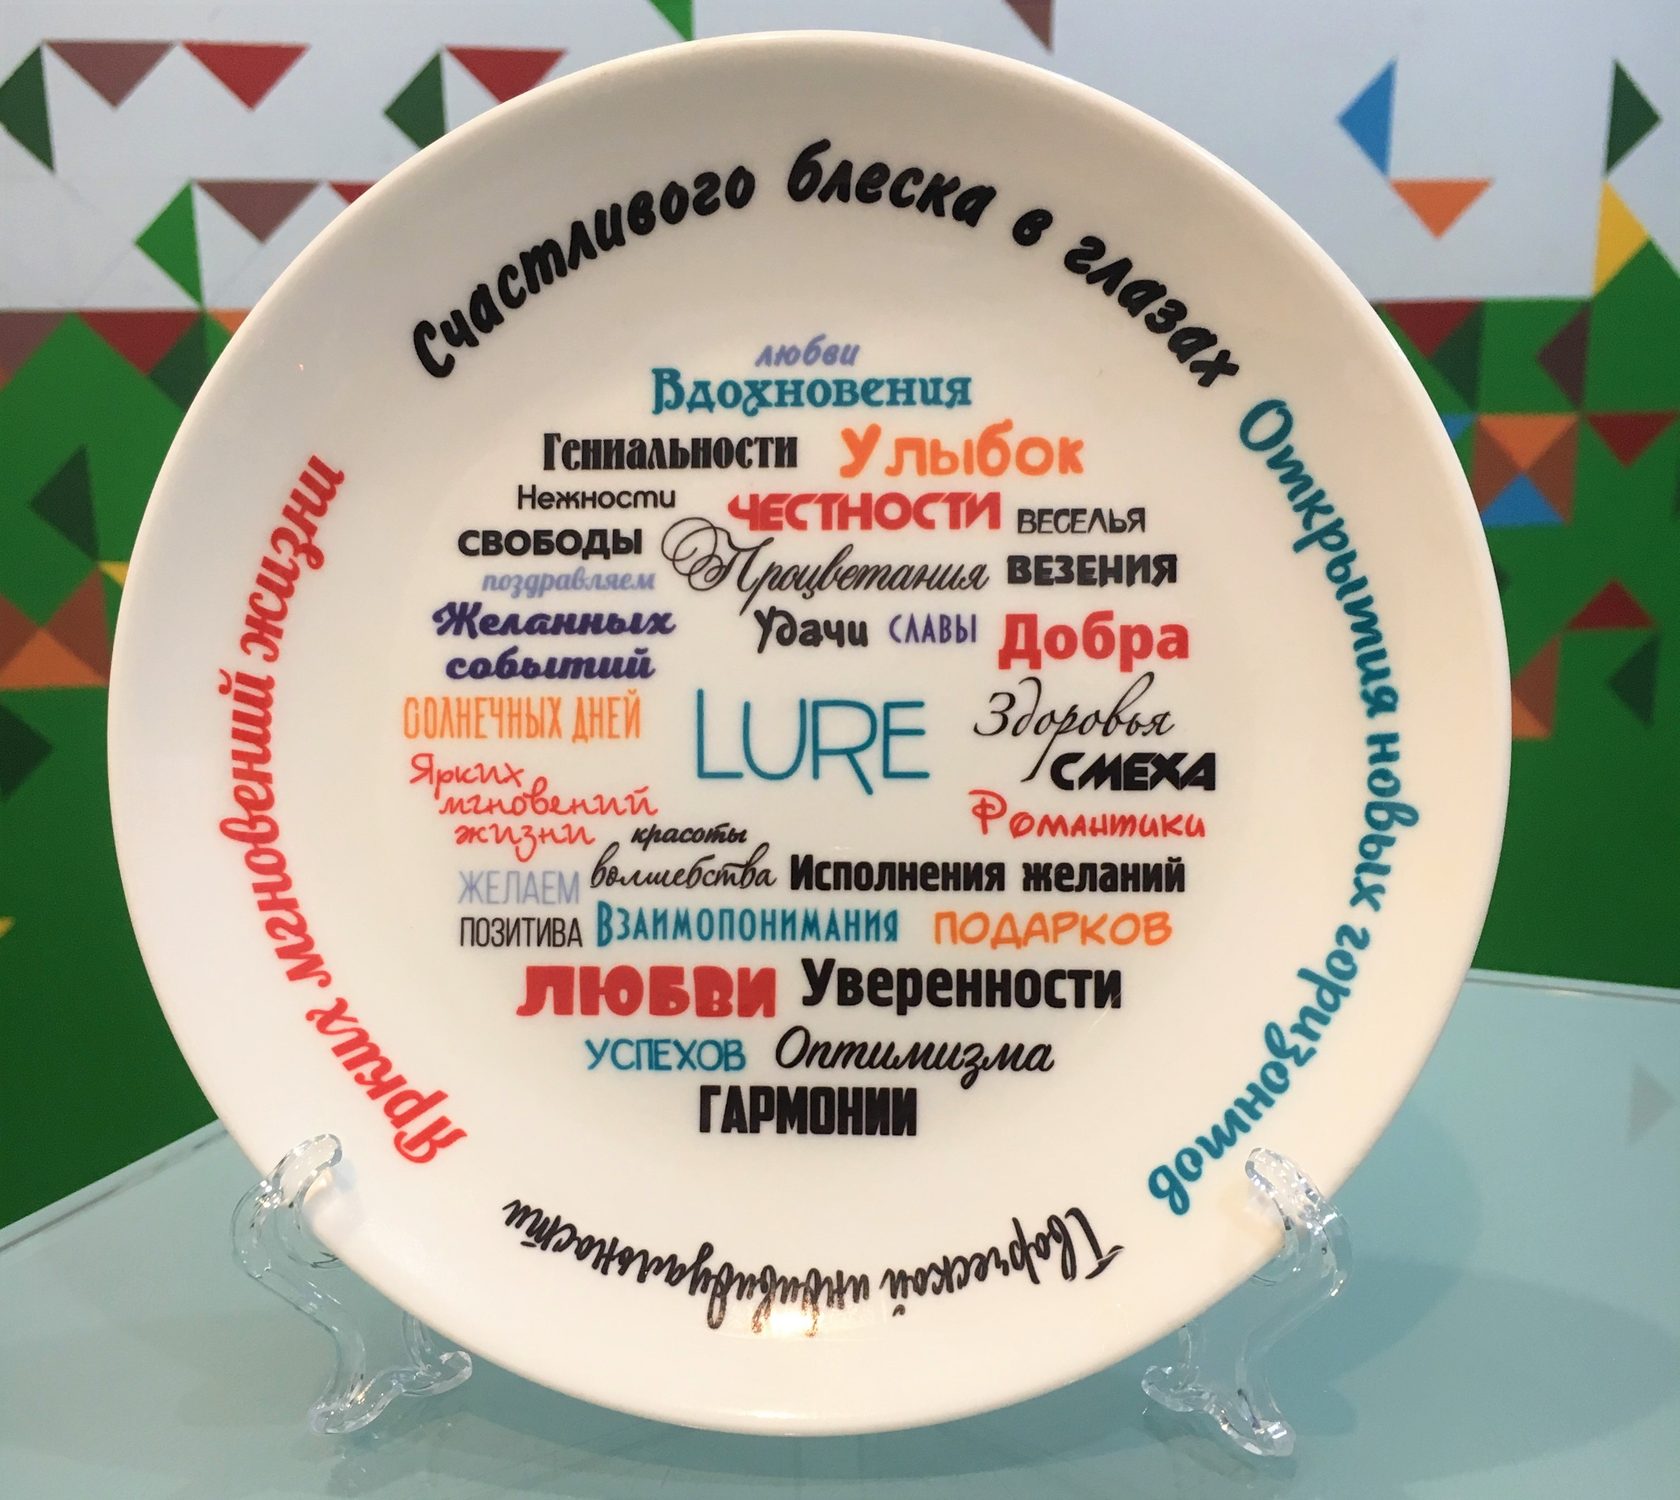 Счастливого блеска в глазах
Открытия новых горизонтов
Творческой индивидуальности
Ярких мгновений жизни
любви
Вдохновения
Гениальности Улыбок
Нежности ЧЕСТНОСТИ ВЕСЕЛЬЯ
СВОБОДЫ Процветания ВЕЗЕНИЯ
поздравляем
Желанных Удачи СЛАВЫ Добра
событий
СОЛНЕЧНЫХ ДНЕЙ LURE Здоровья
Ярких СМЕХА
мгновений Романтики
жизни красоты
ЖЕЛАЕМ волшебства Исполнения желаний
ПОЗИТИВА Взаимопонимания ПОДАРКОВ
ЛЮБВИ Уверенности
УСПЕХОВ Оптимизма
ГАРМОНИИ